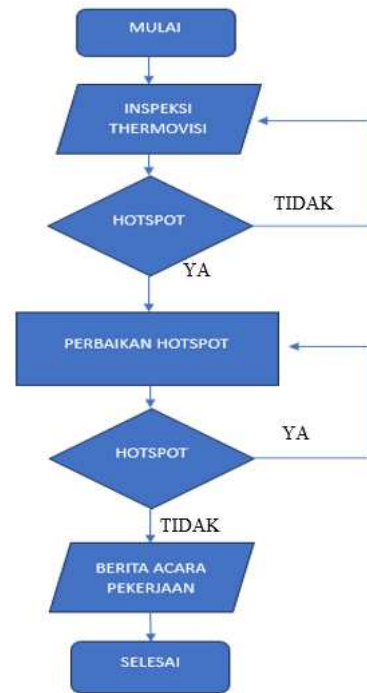 MULAI
INSPEKSI
THERMOVISI
HOTSPOT
TIDAK
YA
PERBAIKAN HOTSPOT
HOTSPOT
YA
TIDAK
BERITA ACARA
PEKERJAAN
SELESAI